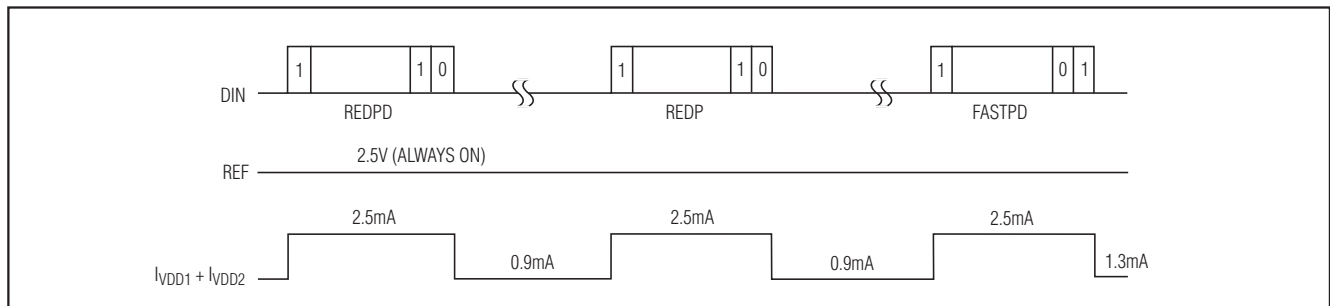 1 1 0 1 1 0 1 0 1
DIN
REDPD REDP FASTPD
2.5V (ALWAYS ON)
REF
2.5mA 2.5mA 2.5mA
0.9mA 0.9mA 1.3mA
IVDD1 + IVDD2